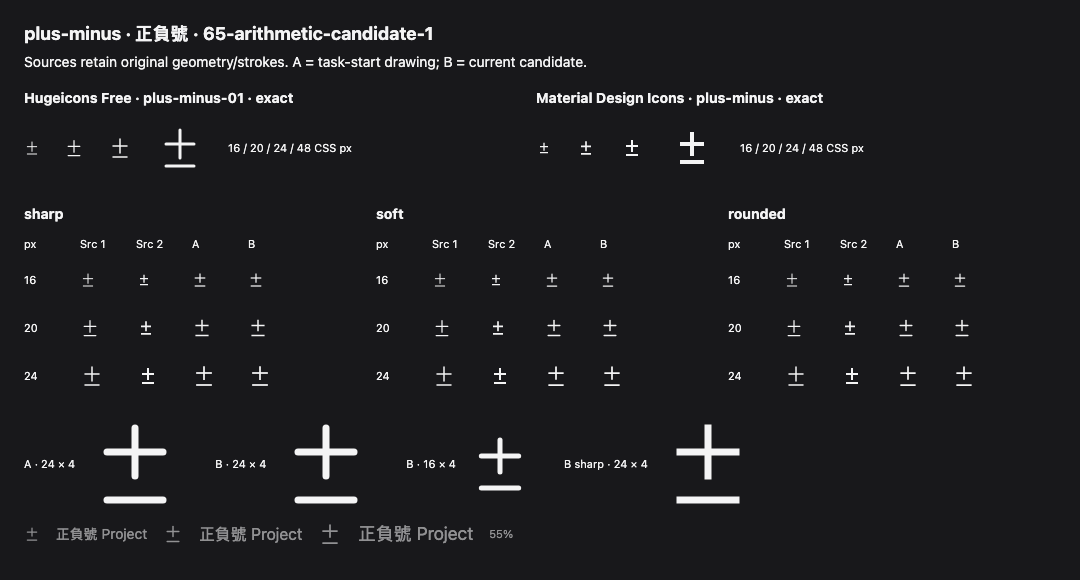 plus-minus · 正負號 · 65-arithmetic-candidate-1
Sources retain original geometry/strokes. A = task-start drawing; B = current candidate.
Hugeicons Free · plus-minus-01 · exact
Material Design Icons · plus-minus · exact
16 / 20 / 24 / 48 CSS px
16 / 20 / 24 / 48 CSS px
sharp soft rounded
px Src 1 Src 2 A B px Src 1 Src 2 A B px Src 1 Src 2 A B
16 16 16
20 20 20
24 24 24
A · 24 × 4 B · 24 × 4 B · 16 × 4 B sharp · 24 × 4
正負號 Project 正負號 Project 正負號 Project 55%